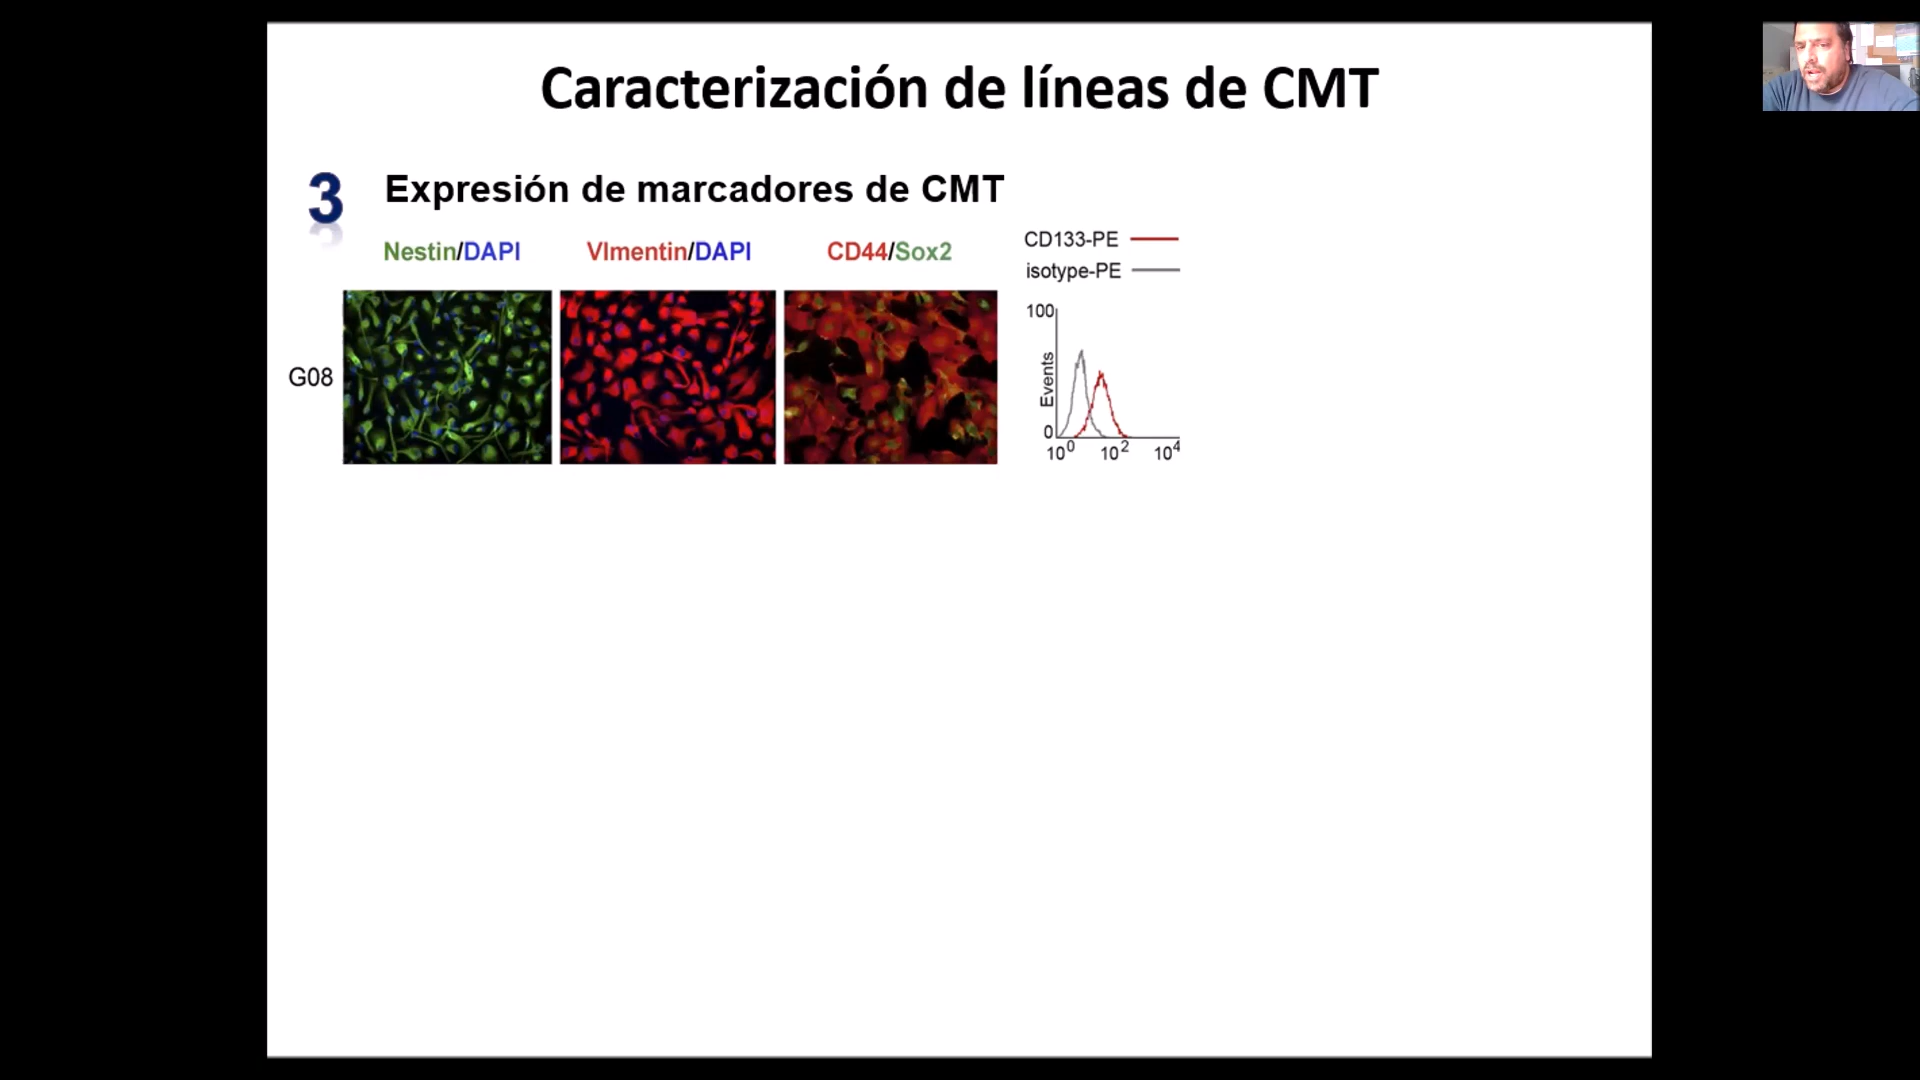 Caracterización de líneas de CMT
3 Expresión de marcadores de CMT
Nestin/DAPI VImentin/DAPI CD44/Sox2
CD133-PE
isotype-PE
G08
100
Events
0
10⁰ 10² 10⁴